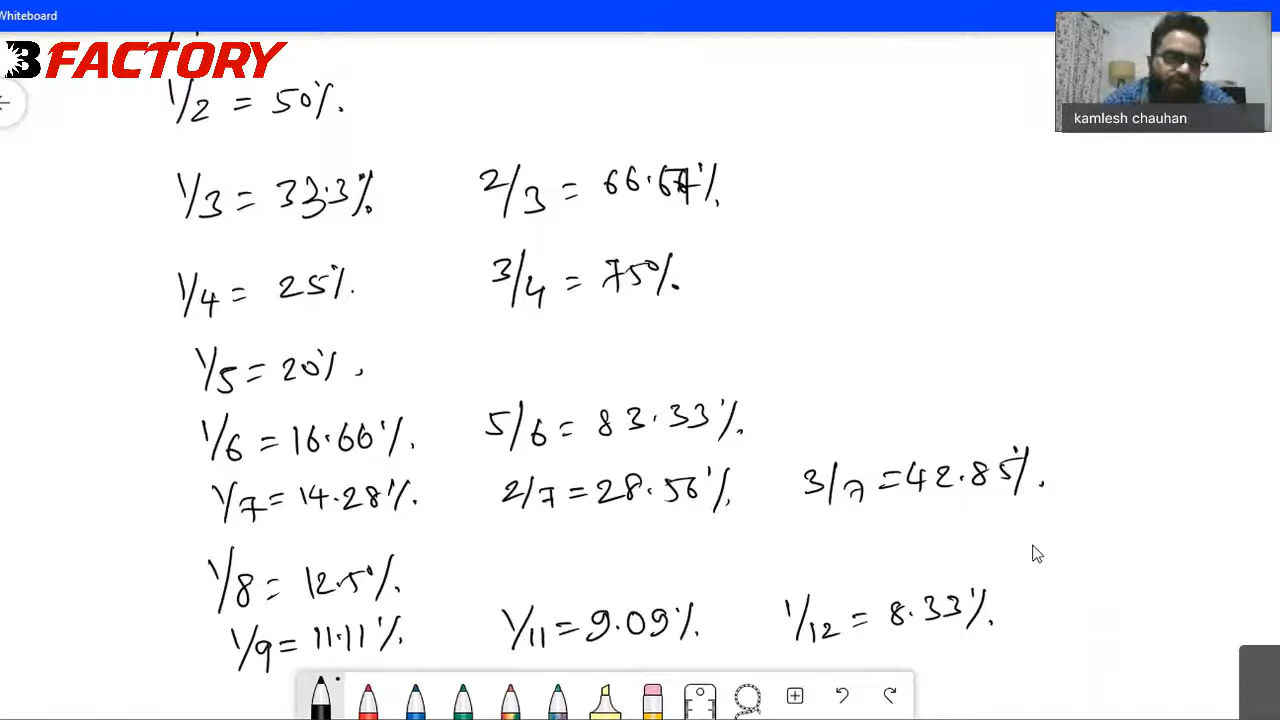 Whiteboard
3FACTORY
kamlesh chauhan
1/2 = 50%.
1/3 = 33.3% 2/3 = 66.67%
1/4 = 25% 3/4 = 75%.
1/5 = 20%.
1/6 = 16.66%. 5/6 = 83.33%.
1/7 = 14.28%. 2/7 = 28.56% 3/7 = 42.85%.
1/8 = 12.5%.
1/9 = 11.11%. 1/11 = 9.09%. 1/12 = 8.33%.